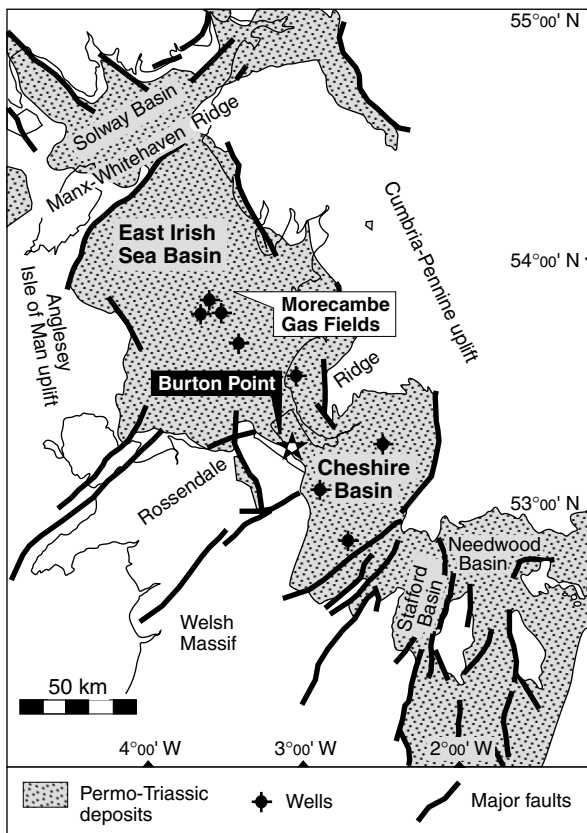 55°00' N
Solway Basin
Manx-Whitehaven Ridge
East Irish
Sea Basin
54°00' N
Cumbria-Pennine uplift
Anglesey
Isle of Man uplift
Morecambe
Gas Fields
Ridge
Burton Point
Rossendale
Cheshire
Basin
53°00' N
Needwood
Basin
Stafford
Basin
Welsh
Massif
50 km
4°00' W
3°00' W
2°00' W
Permo-Triassic
deposits
Wells
Major faults